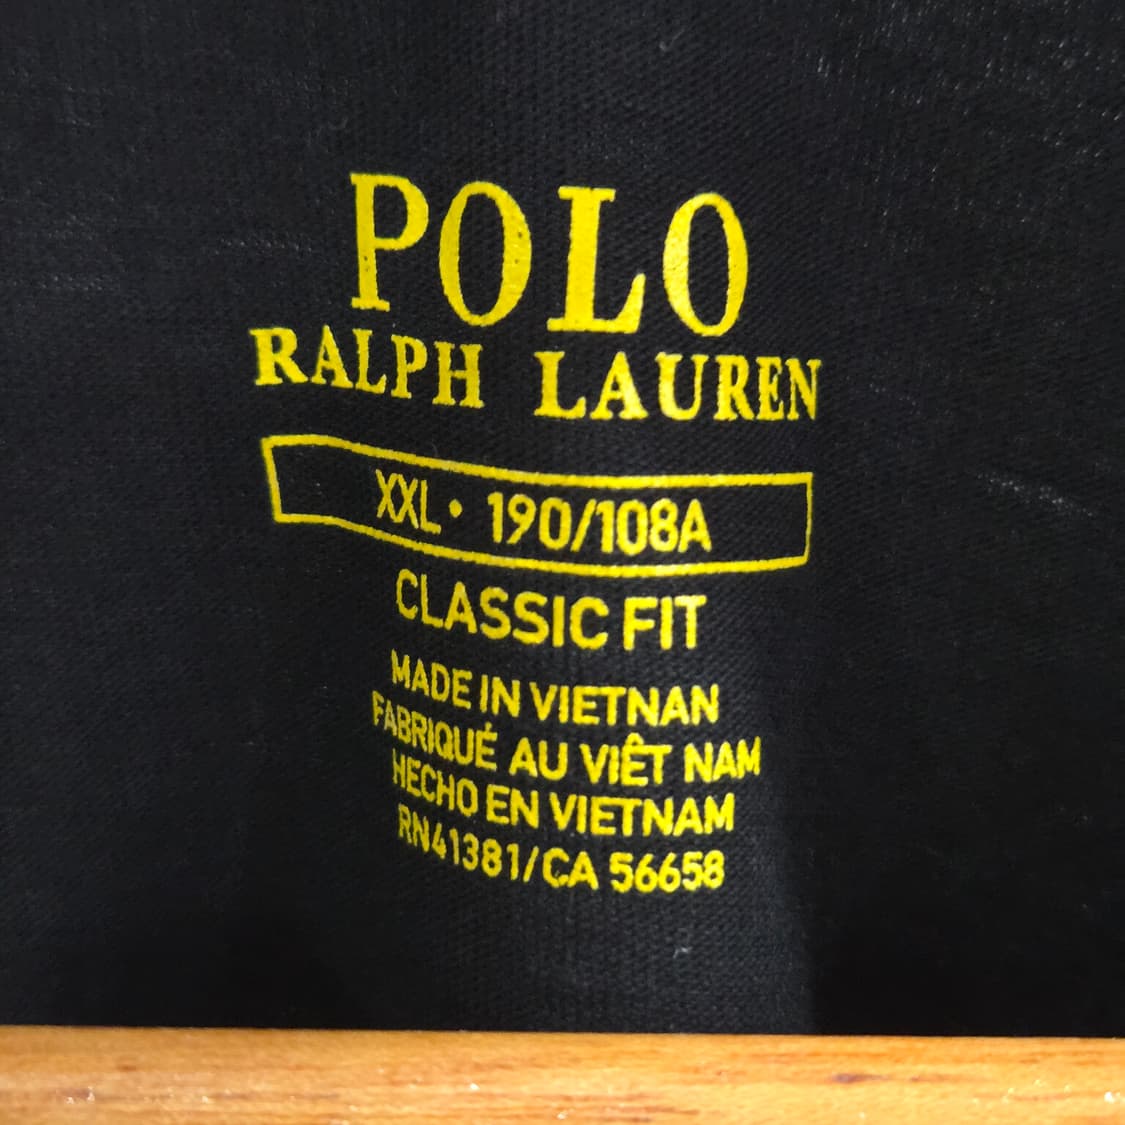 POLO
RALPH LAUREN
XXL • 190/108A
CLASSIC FIT
MADE IN VIETNAN
FABRIQUÉ AU VIÊT NAM
HECHO EN VIETNAM
RN41381/CA 56658